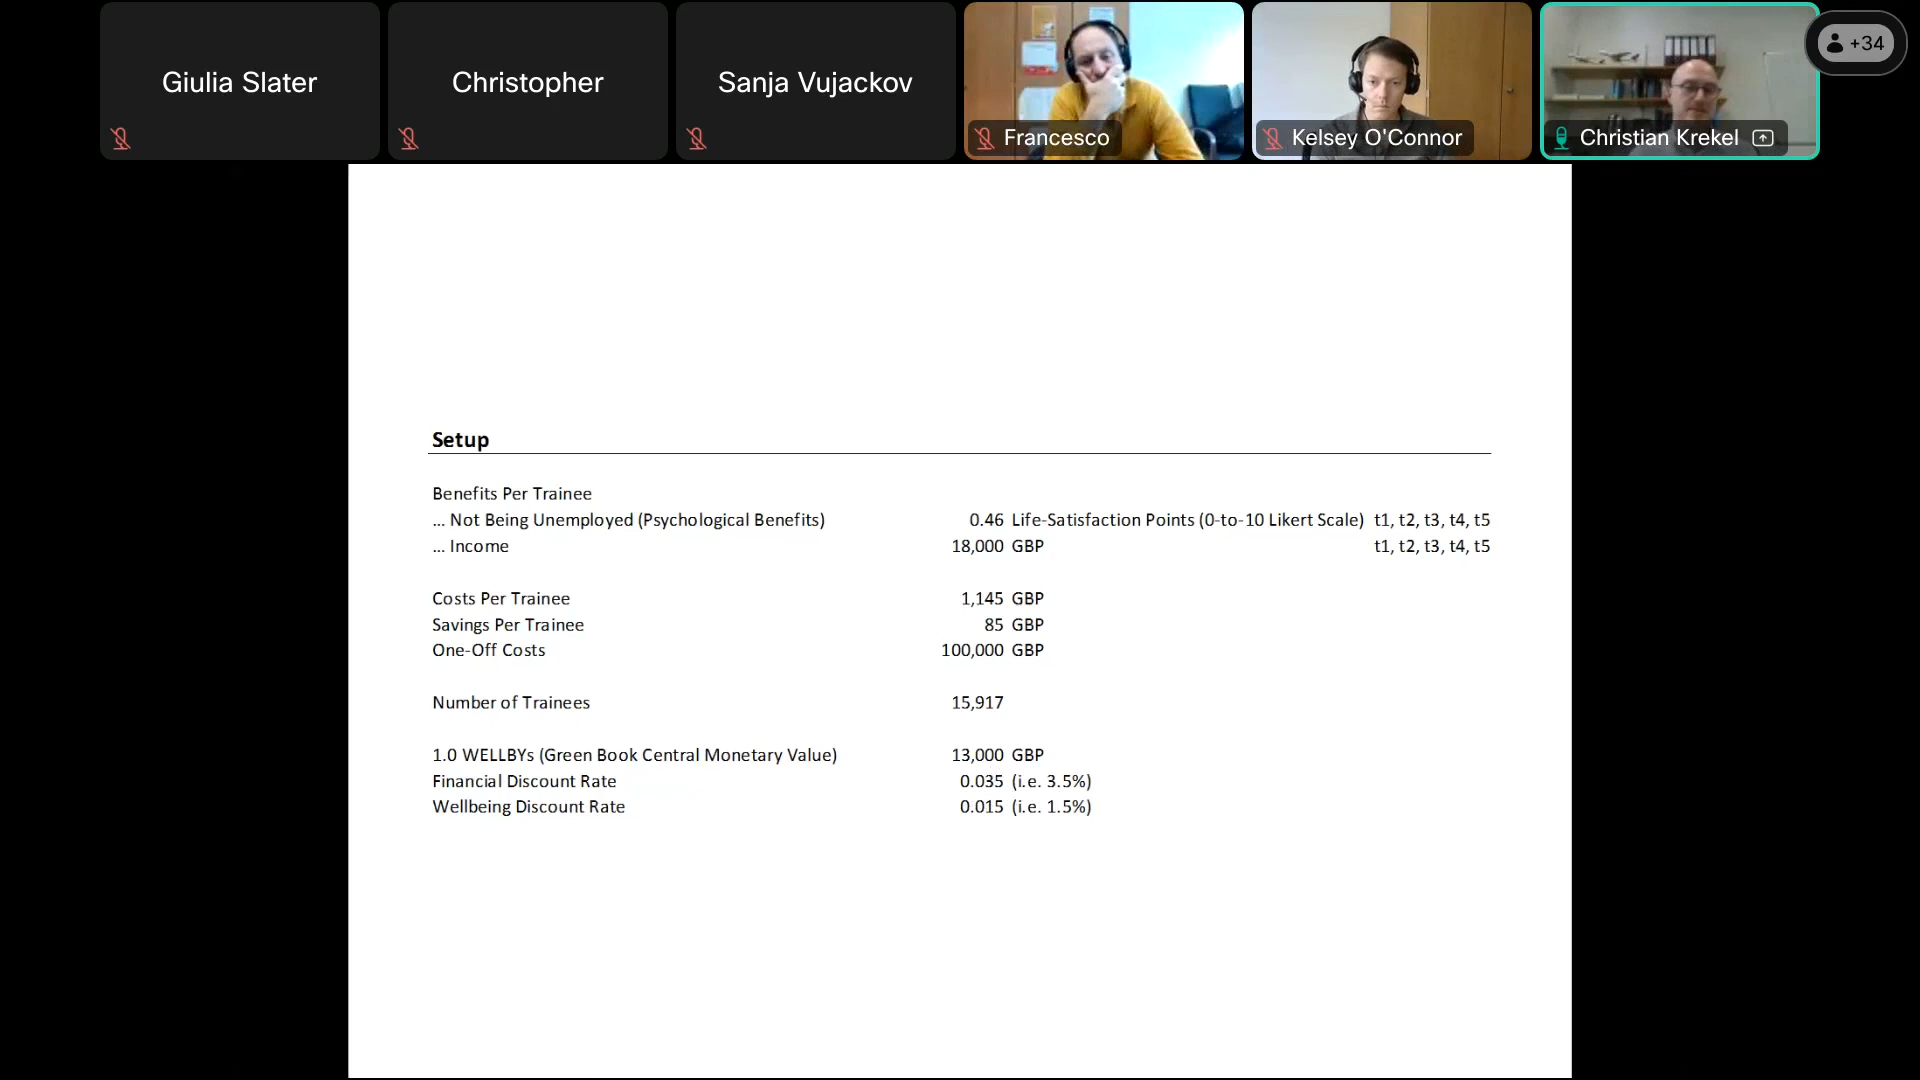 Giulia Slater
Christopher
Sanja Vujackov
Francesco
Kelsey O'Connor
Christian Krekel
+34
Setup
Benefits Per Trainee
... Not Being Unemployed (Psychological Benefits) 0.46 Life-Satisfaction Points (0-to-10 Likert Scale) t1, t2, t3, t4, t5
... Income 18,000 GBP t1, t2, t3, t4, t5
Costs Per Trainee 1,145 GBP
Savings Per Trainee 85 GBP
One-Off Costs 100,000 GBP
Number of Trainees 15,917
1.0 WELLBYs (Green Book Central Monetary Value) 13,000 GBP
Financial Discount Rate 0.035 (i.e. 3.5%)
Wellbeing Discount Rate 0.015 (i.e. 1.5%)